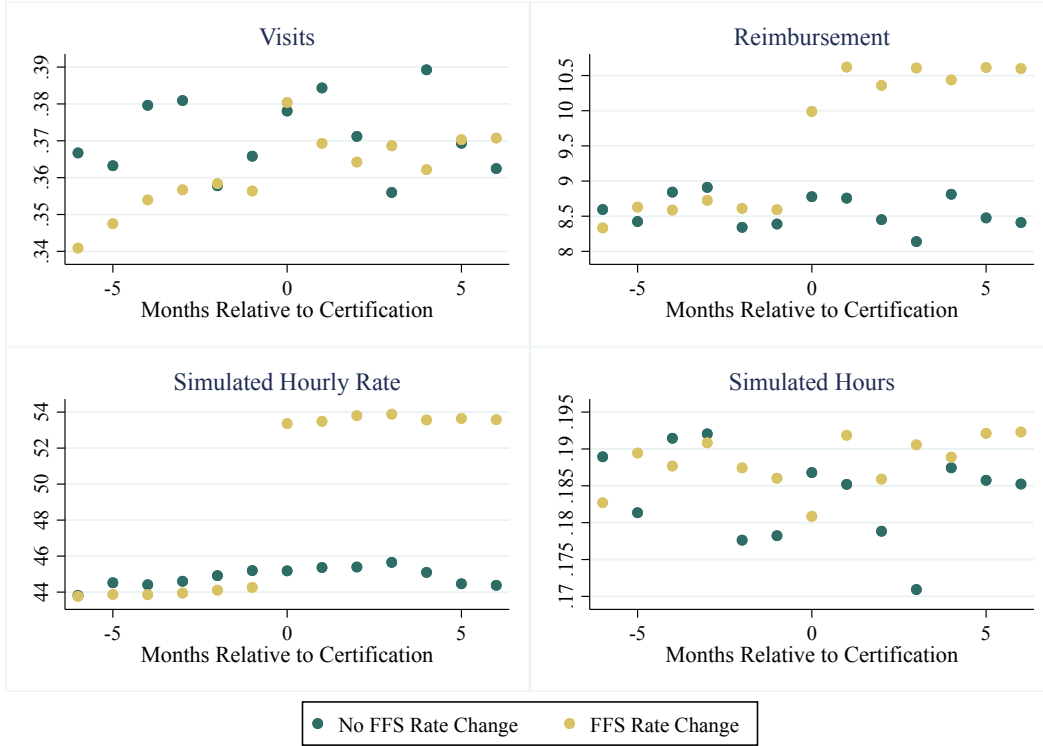 Visits
.34 .35 .36 .37 .38 .39
-5 0 5
Months Relative to Certification
Reimbursement
8 8.5 9 9.5 10 10.5
-5 0 5
Months Relative to Certification
Simulated Hourly Rate
44 46 48 50 52 54
-5 0 5
Months Relative to Certification
Simulated Hours
.17 .175 .18 .185 .19 .195
-5 0 5
Months Relative to Certification
No FFS Rate Change FFS Rate Change